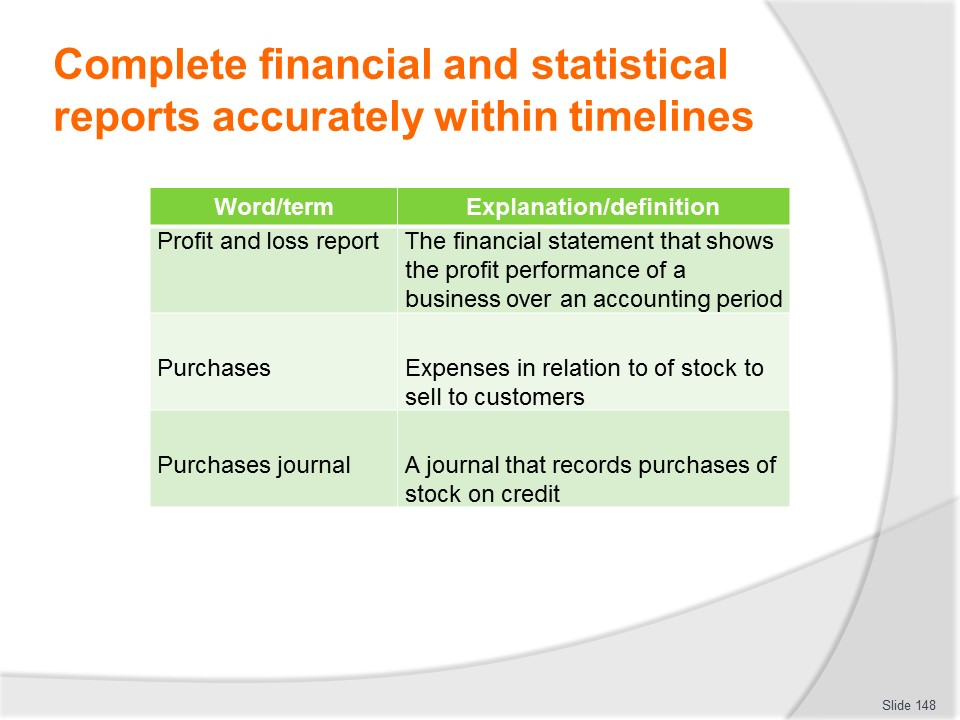 Complete financial and statistical
reports accurately within timelines
Word/term
Explanation/definition
Profit and loss report
The financial statement that shows
the profit performance of a
business over an accounting period
Purchases
Expenses in relation to of stock to
sell to customers
Purchases journal
A journal that records purchases of
stock on credit
Slide 148